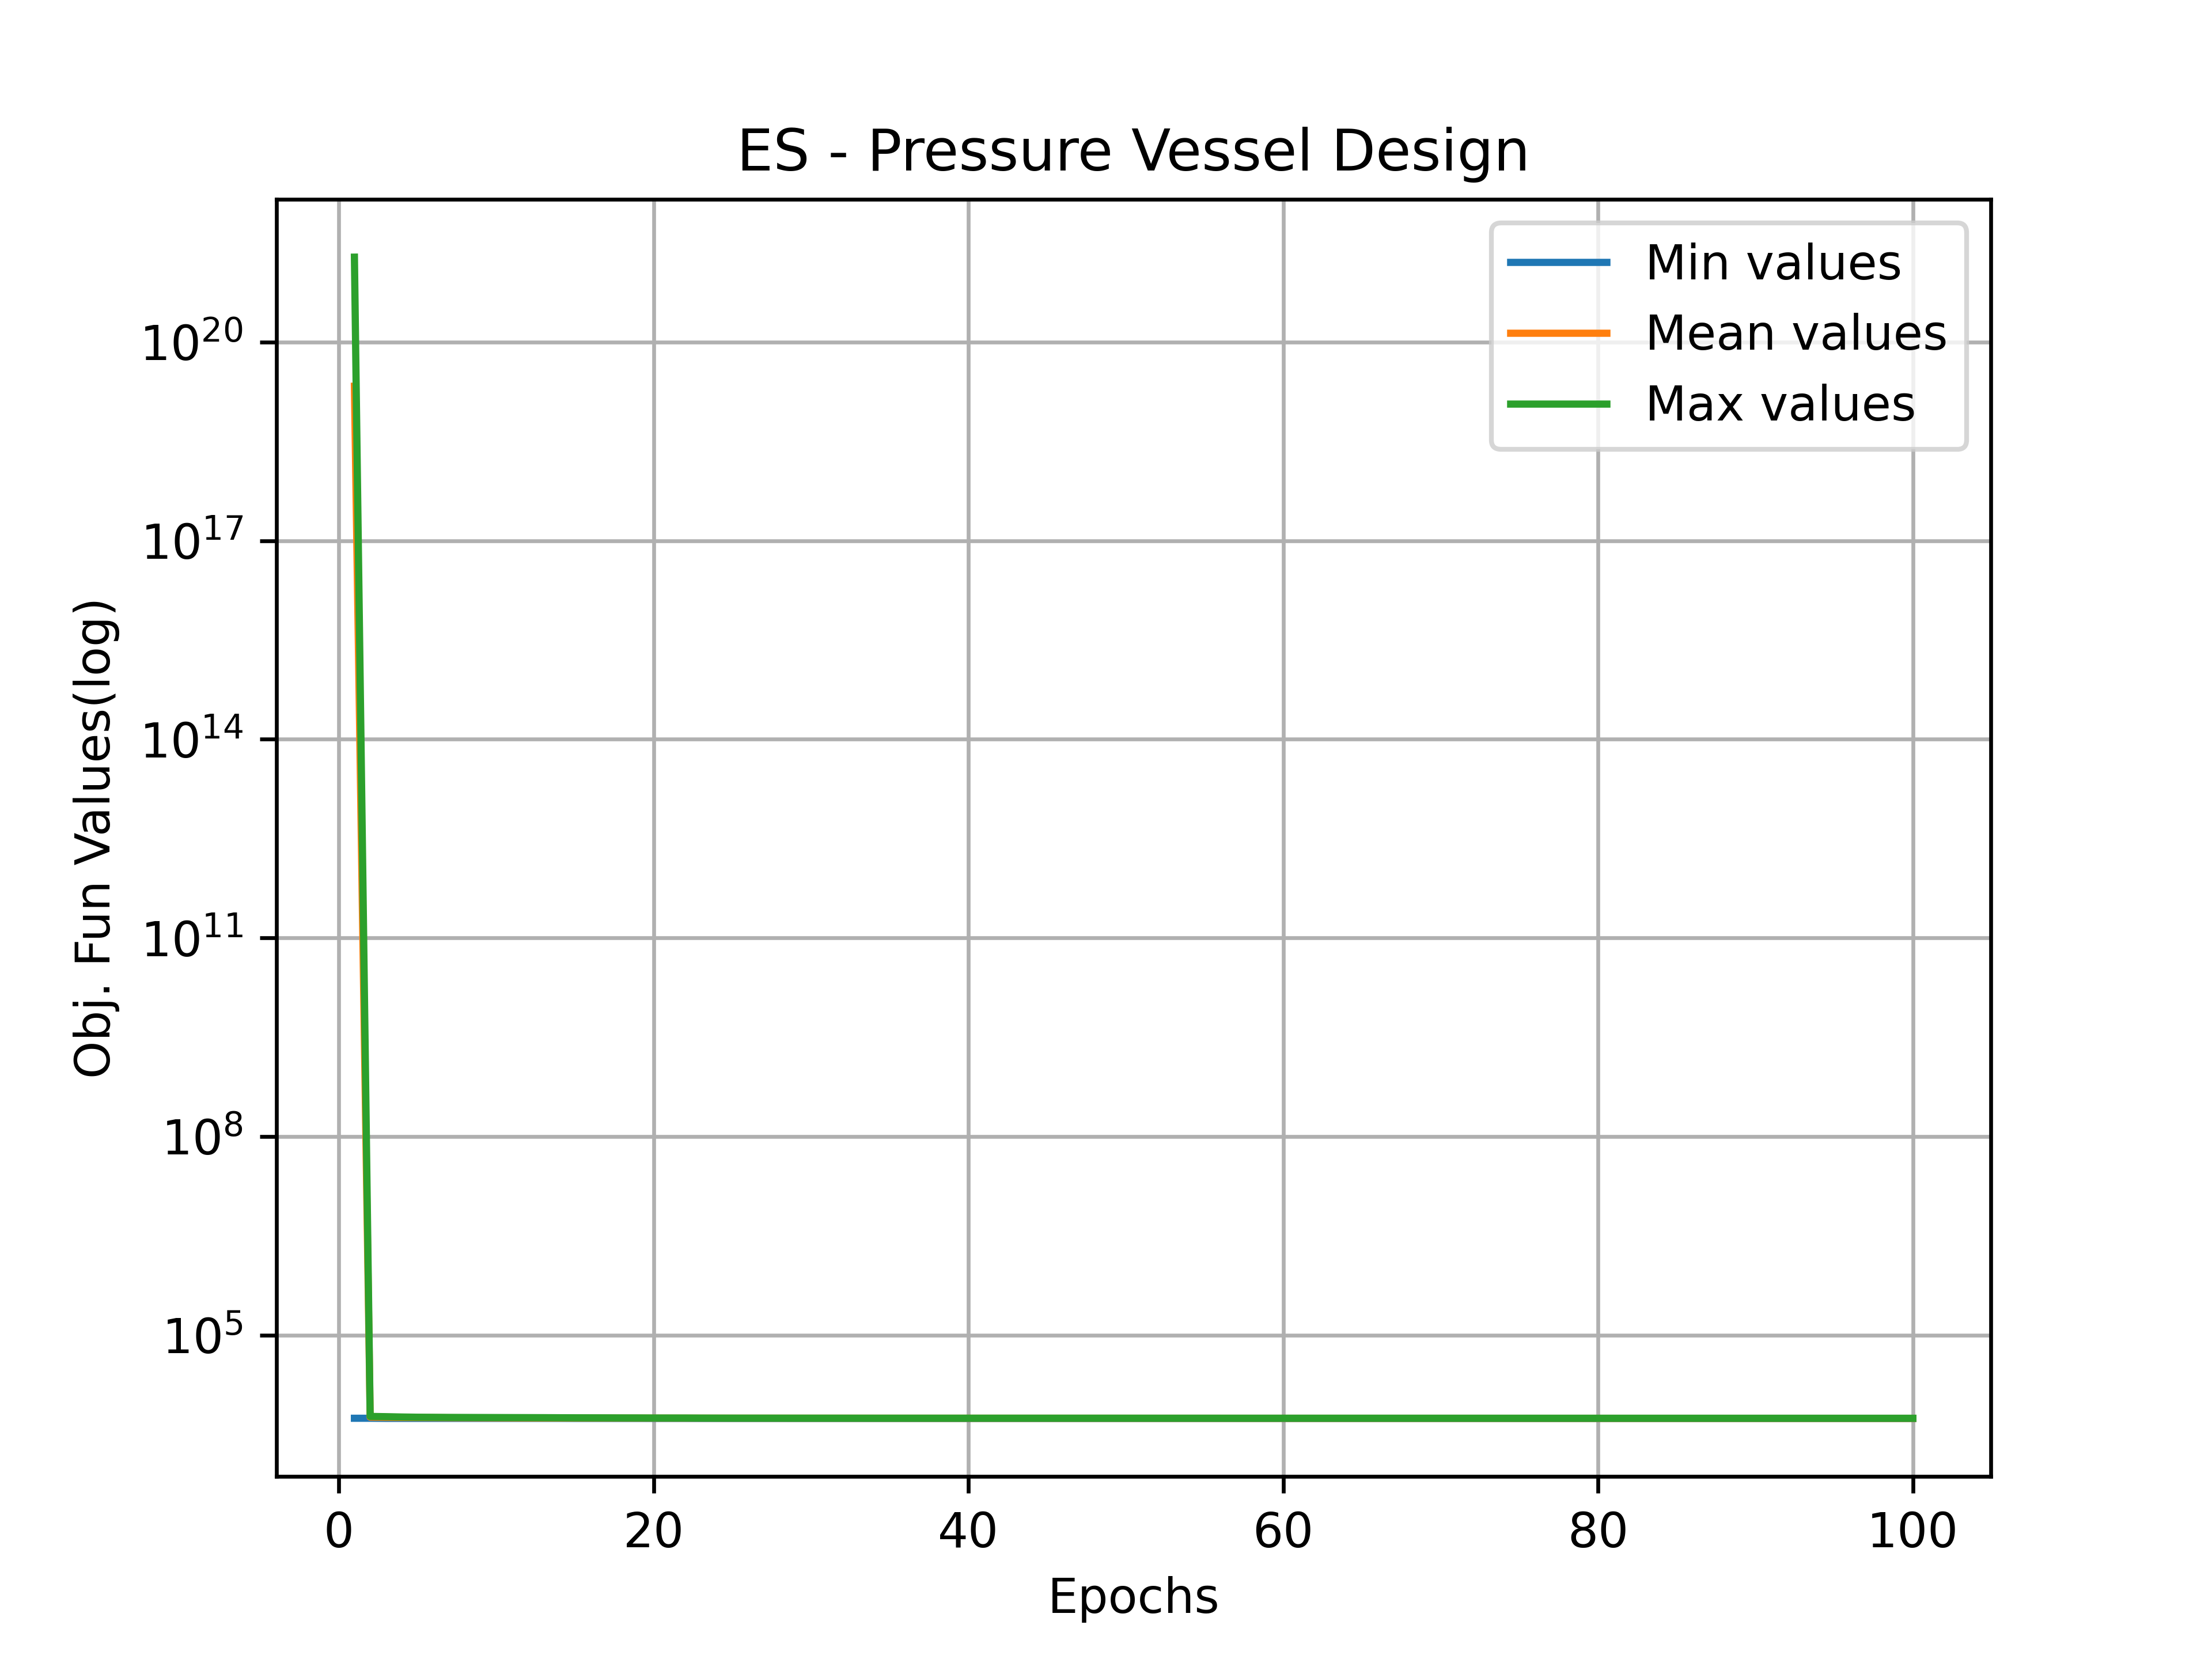 ES - Pressure Vessel Design
Min values
Mean values
Max values
10^20
10^17
10^14
10^11
10^8
10^5
Obj. Fun Values(log)
0 20 40 60 80 100
Epochs